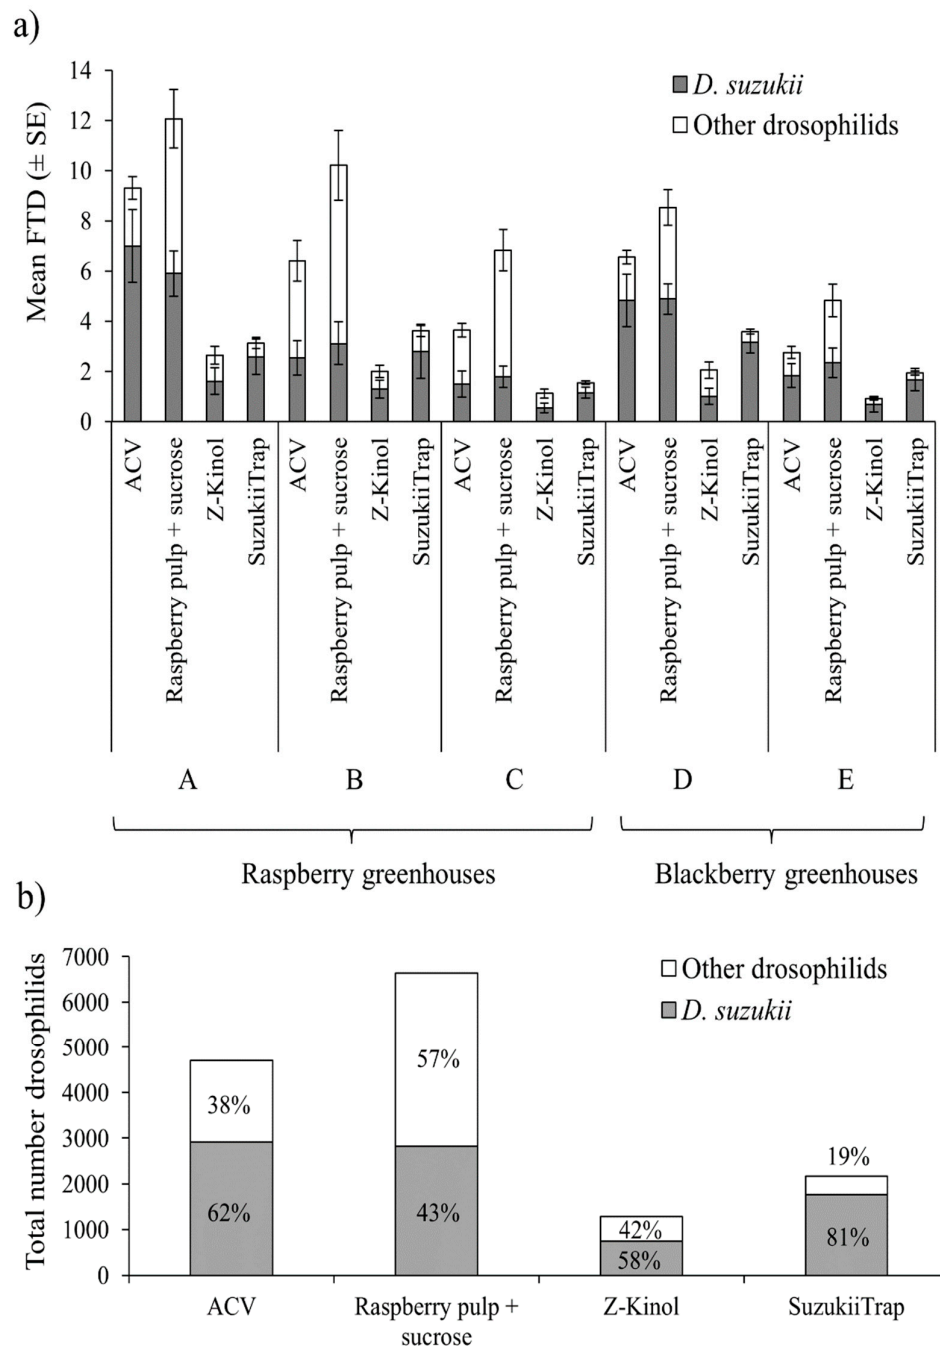 a)
Mean FTD (± SE)
14
12
10
8
6
4
2
0
D. suzukii
Other drosophilids
ACV
Raspberry pulp + sucrose
Z-Kinol
SuzukiiTrap
ACV
Raspberry pulp + sucrose
Z-Kinol
SuzukiiTrap
ACV
Raspberry pulp + sucrose
Z-Kinol
SuzukiiTrap
ACV
Raspberry pulp + sucrose
Z-Kinol
SuzukiiTrap
ACV
Raspberry pulp + sucrose
Z-Kinol
SuzukiiTrap
A
B
C
D
E
Raspberry greenhouses
Blackberry greenhouses
b)
Total number drosophilids
7000
6000
5000
4000
3000
2000
1000
0
Other drosophilids
D. suzukii
38%
62%
57%
43%
42%
58%
19%
81%
ACV
Raspberry pulp +
sucrose
Z-Kinol
SuzukiiTrap